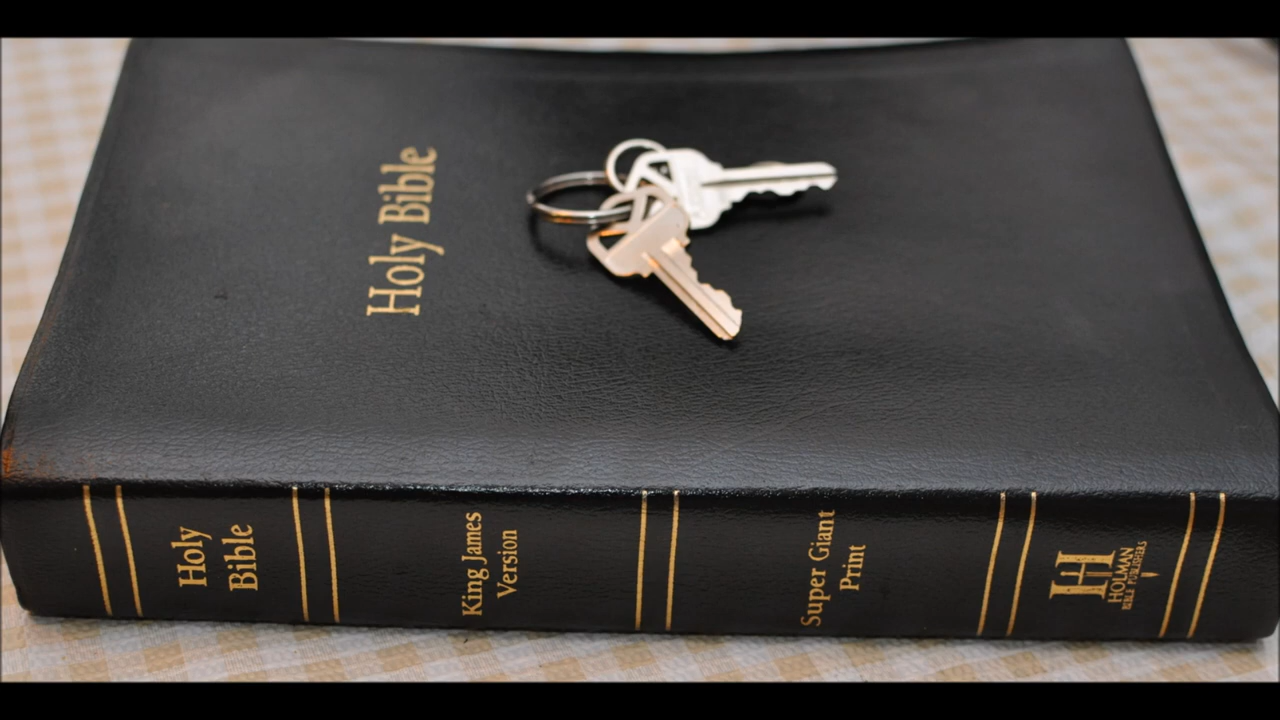 Holy Bible
Holy
Bible
King James
Version
Super Giant
Print
HOLMAN
BIBLE PUBLISHERS